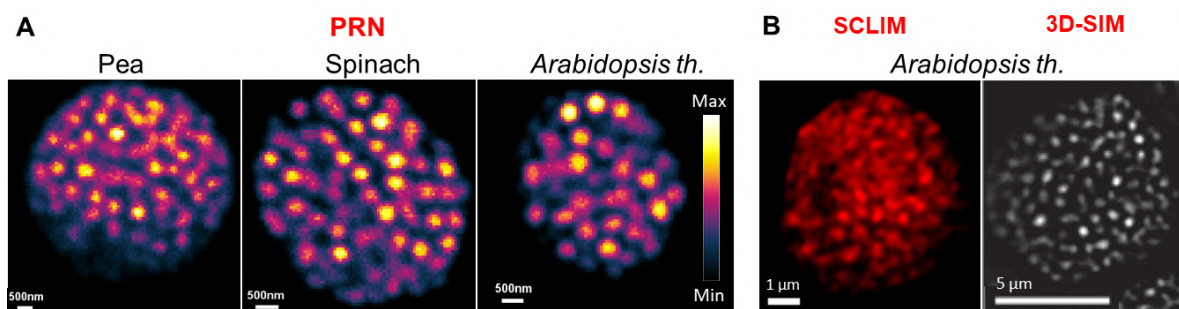 A PRN
Pea Spinach Arabidopsis th.
Max
Min
500nm 500nm 500nm
B SCLIM 3D-SIM
Arabidopsis th.
1 µm 5 µm